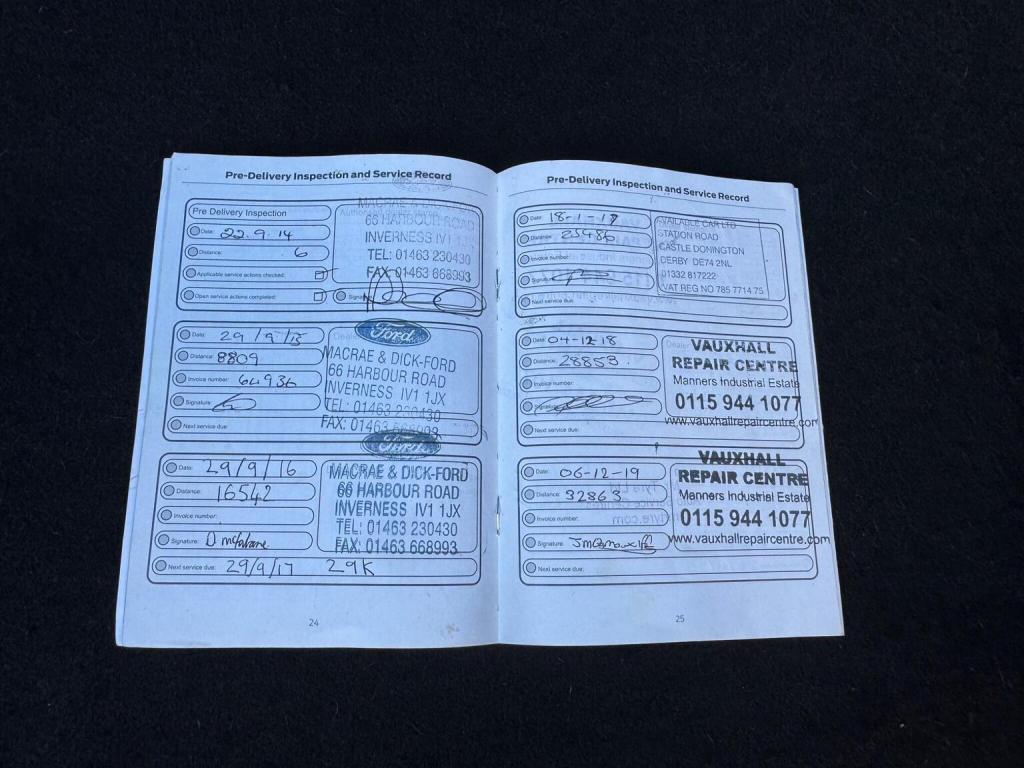 Pre-Delivery Inspection and Service Record
Pre Delivery Inspection
Date: 22.9.14
Distance: 6
Applicable service actions checked:
Open service actions completed:
Signature:
MACRAE &
66 HARBOUR ROAD
INVERNESS IV1 1JX
TEL: 01463 230430
FAX 01463 668993
Date: 29/9/15
Distance: 8809
Invoice number: 64936
Signature:
Next service due:
Ford
MACRAE & DICK-FORD
66 HARBOUR ROAD
INVERNESS IV1 1JX
TEL: 01463 230430
FAX: 01463 668993
Date: 29/9/16
Distance: 16542
Invoice number:
Signature: D mcfarlane
Next service due: 29/9/17 29K
Ford
MACRAE & DICK-FORD
66 HARBOUR ROAD
INVERNESS IV1 1JX
TEL: 01463 230430
FAX: 01463 668993
24
Pre-Delivery Inspection and Service Record
Date: 18-1-18
Distance: 23486
Invoice number:
Signature:
Next service due:
AVAILABLE CAR LTD
STATION ROAD
CASTLE DONINGTON
DERBY DE74 2NL
01332 817222
VAT REG NO 785 7714 75
Date: 04-12-18
Distance: 28853
Invoice number:
Next service due:
Dealer
VAUXHALL
REPAIR CENTRE
Manners Industrial Estate
0115 944 1077
www.vauxhallrepaircentre.com
Date: 06-12-19
Distance: 32863
Invoice number:
Signature:
Next service due:
VAUXHALL
REPAIR CENTRE
Manners Industrial Estate
0115 944 1077
www.vauxhallrepaircentre.com
25